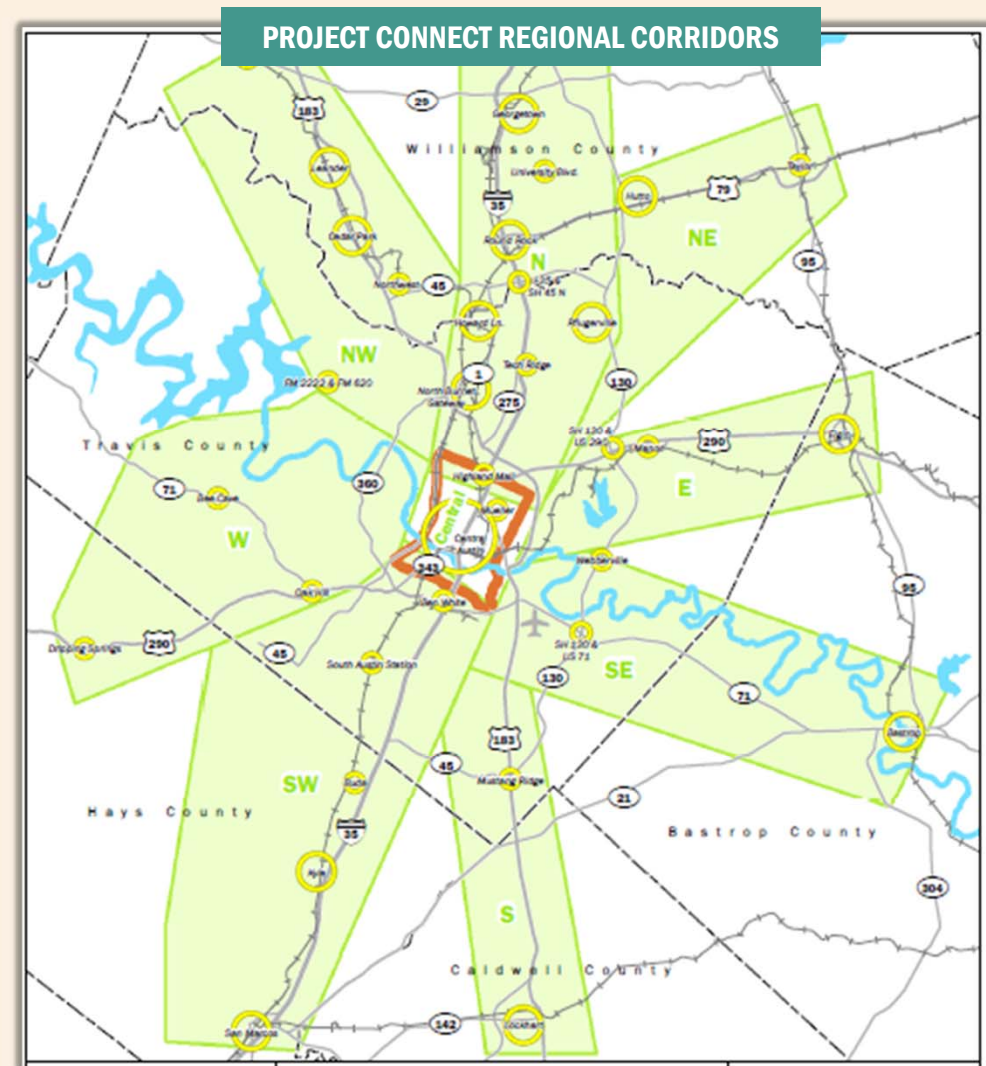 PROJECT CONNECT REGIONAL CORRIDORS
183
29
Georgetown
Williamson County
Leander
University Blvd.
Taylor
35
Hutto
79
Cedar Park
Round Rock
N
NE
95
Northwest
45
SH 45 N
Howard Ln.
Pflugerville
NW
Tech Ridge
1
130
FM 2222 & FM 620
North Burnet
Gateway
275
SH 130 &
US 290
Manor
290
Elgin
Travis County
Highland Mall
360
71
Bee Cave
E
Mueller
Central
Central
Austin
W
343
Webberville
95
Oak Hill
Ben White
Dripping Springs
290
SH 130 &
US 71
45
South Austin Station
SE
130
71
183
Bastrop
45
Mustang Ridge
SW
Buda
21
Hays County
35
Bastrop County
Kyle
304
S
Caldwell County
San Marcos
142
Lockhart